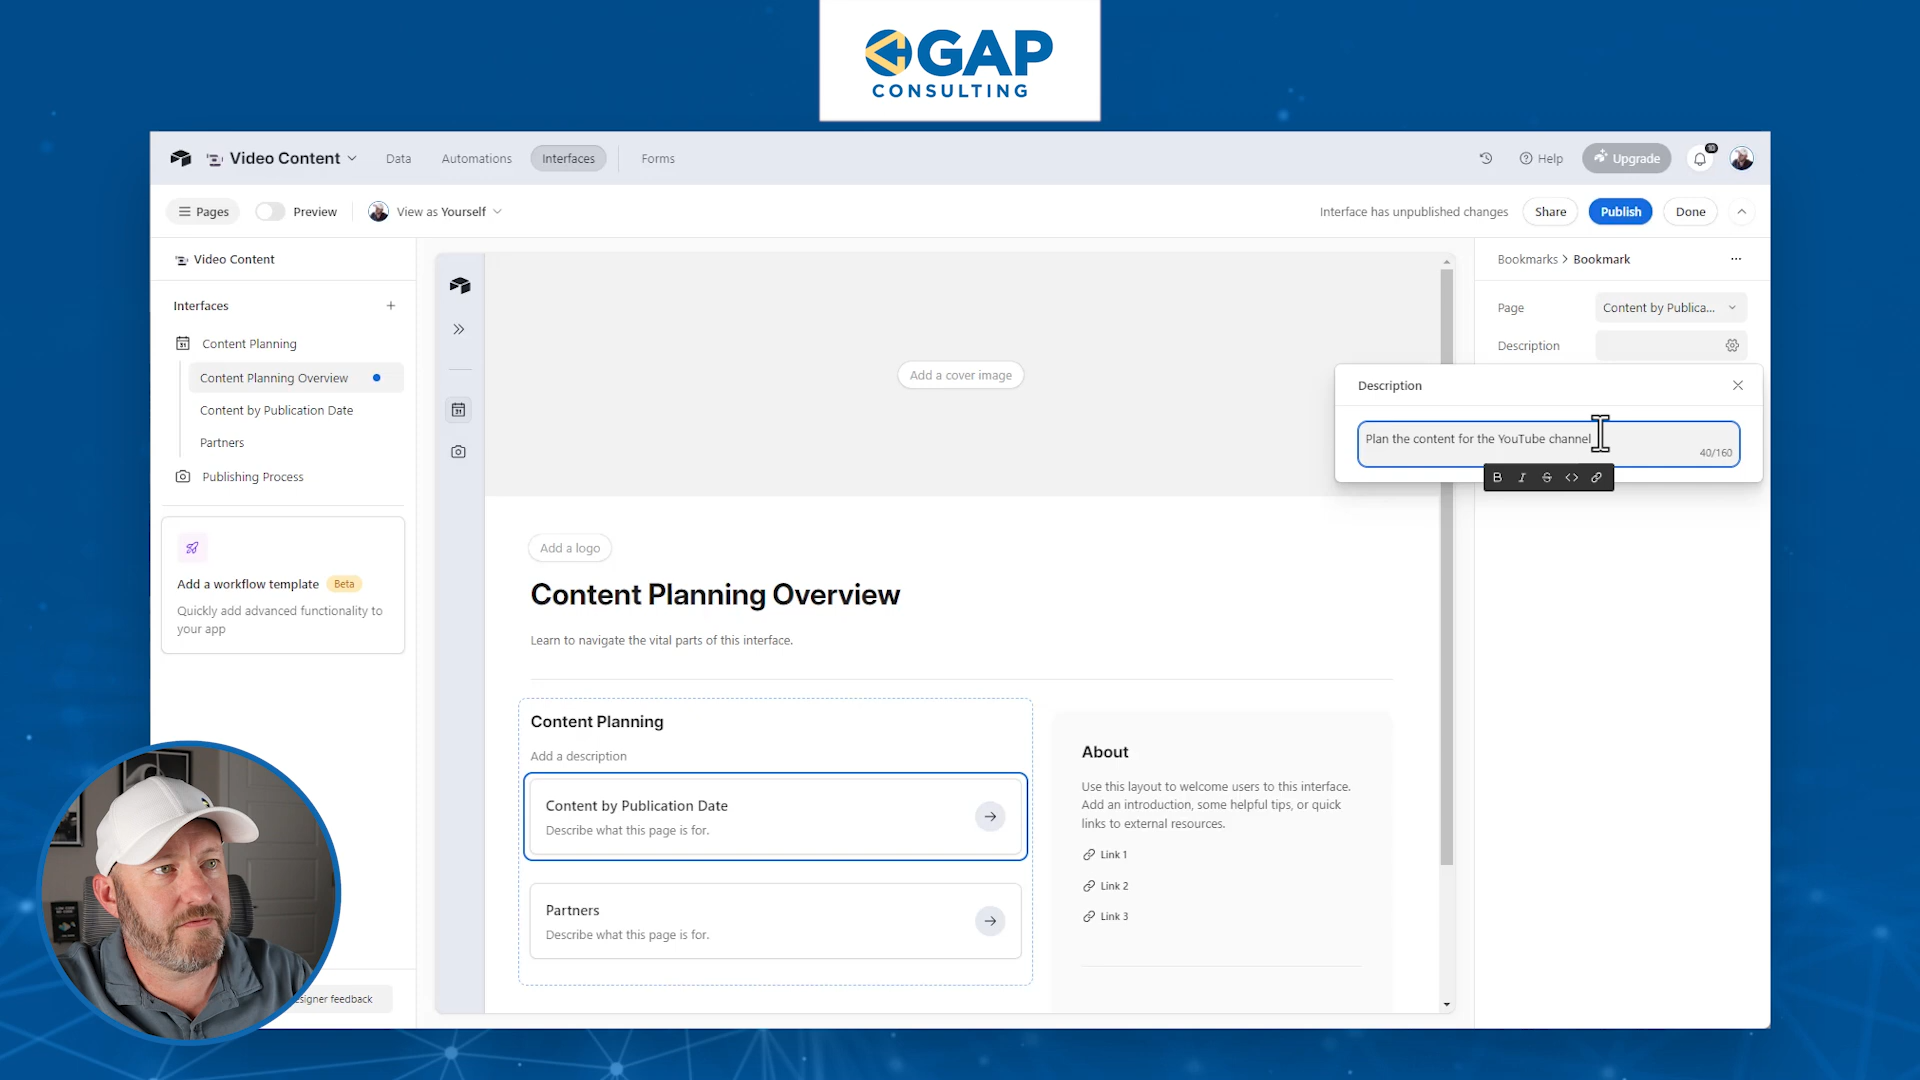 GAP
CONSULTING
Video Content
Data
Automations
Interfaces
Forms
Help
Upgrade
10
Pages
Preview
View as Yourself
Interface has unpublished changes
Share
Publish
Done
Video Content
Interfaces
Content Planning
Content Planning Overview
Content by Publication Date
Partners
Publishing Process
Add a workflow template
Beta
Quickly add advanced functionality to
your app
esigner feedback
Add a cover image
Add a logo
Content Planning Overview
Learn to navigate the vital parts of this interface.
Content Planning
Add a description
Content by Publication Date
Describe what this page is for.
Partners
Describe what this page is for.
About
Use this layout to welcome users to this interface.
Add an introduction, some helpful tips, or quick
links to external resources.
Link 1
Link 2
Link 3
Bookmarks > Bookmark
Page
Content by Publica...
Description
Description
Plan the content for the YouTube channel
40/160